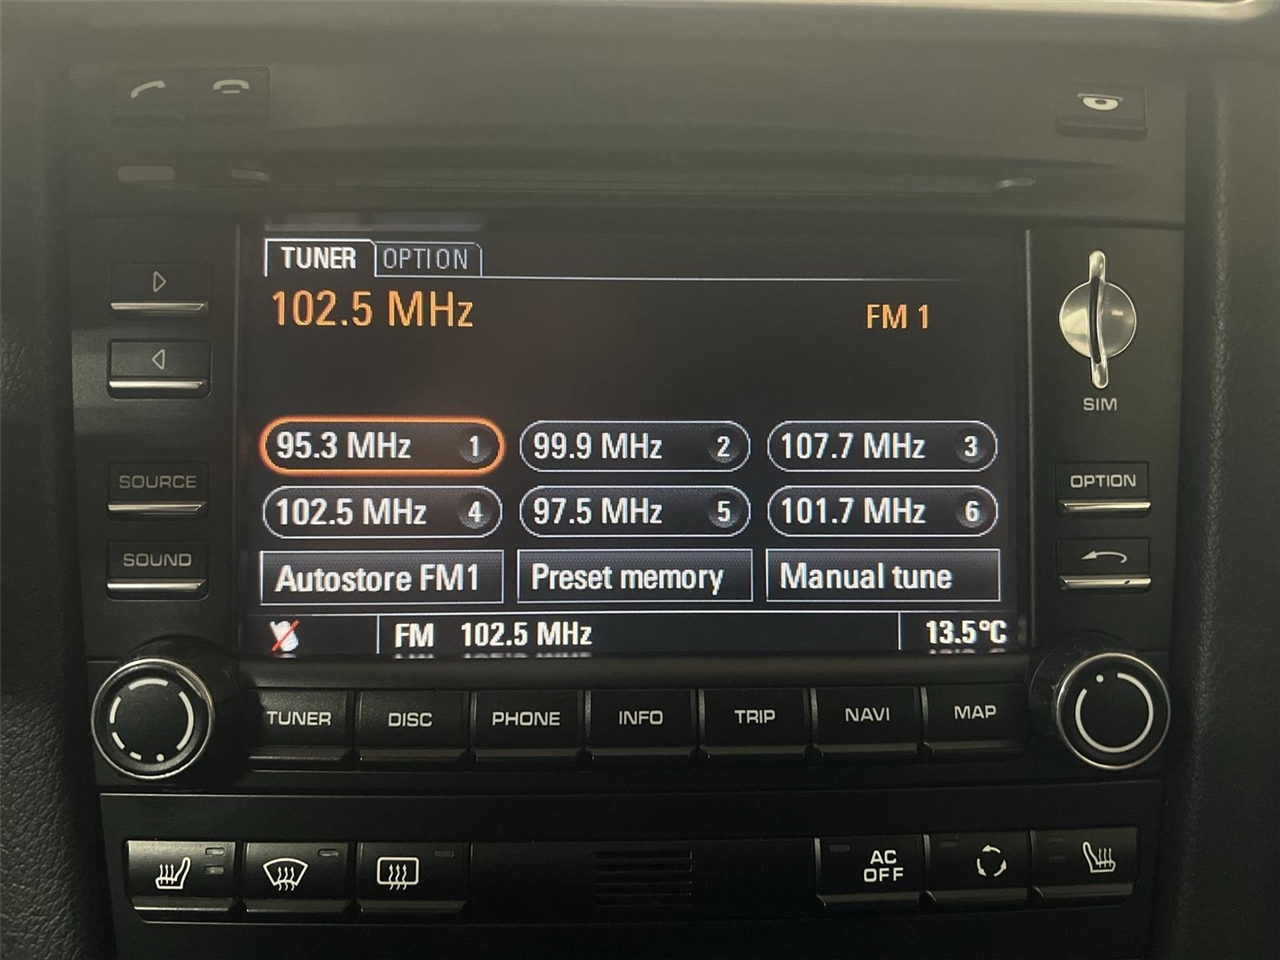 TUNER OPTION
102.5 MHz FM 1
95.3 MHz 1 99.9 MHz 2 107.7 MHz 3
102.5 MHz 4 97.5 MHz 5 101.7 MHz 6
Autostore FM1 Preset memory Manual tune
FM 102.5 MHz 13.5°C
SOURCE
SOUND
SIM
OPTION
TUNER DISC PHONE INFO TRIP NAVI MAP
AC
OFF